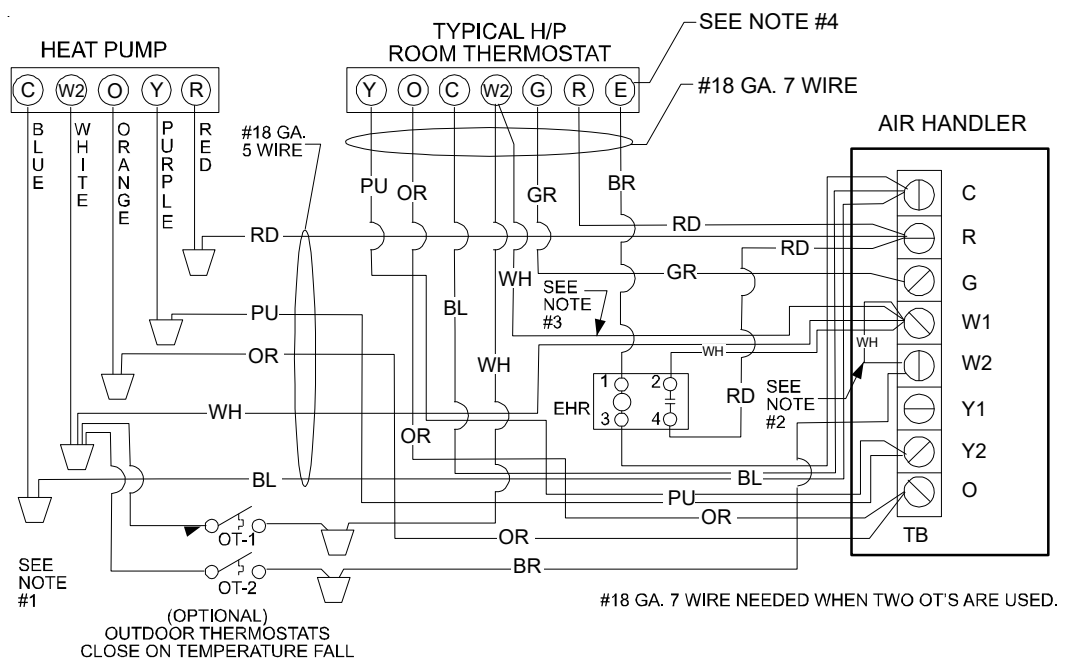 HEAT PUMP
C W2 O Y R
BLUE
WHITE
ORANGE
PURPLE
RED
#18 GA.
5 WIRE
TYPICAL H/P
ROOM THERMOSTAT
Y O C W2 G R E
SEE NOTE #4
#18 GA. 7 WIRE
AIR HANDLER
PU
OR
GR
BR
C
RD
RD
R
RD
WH
GR
G
SEE
NOTE
#3
BL
PU
W1
WH
WH
OR
WH
W2
1 2
EHR
3 4
RD
SEE
NOTE
#2
Y1
WH
OR
Y2
BL
BL
PU
O
OR
TB
OT-1
OR
SEE
NOTE
#1
OT-2
BR
(OPTIONAL)
OUTDOOR THERMOSTATS
CLOSE ON TEMPERATURE FALL
#18 GA. 7 WIRE NEEDED WHEN TWO OT'S ARE USED.